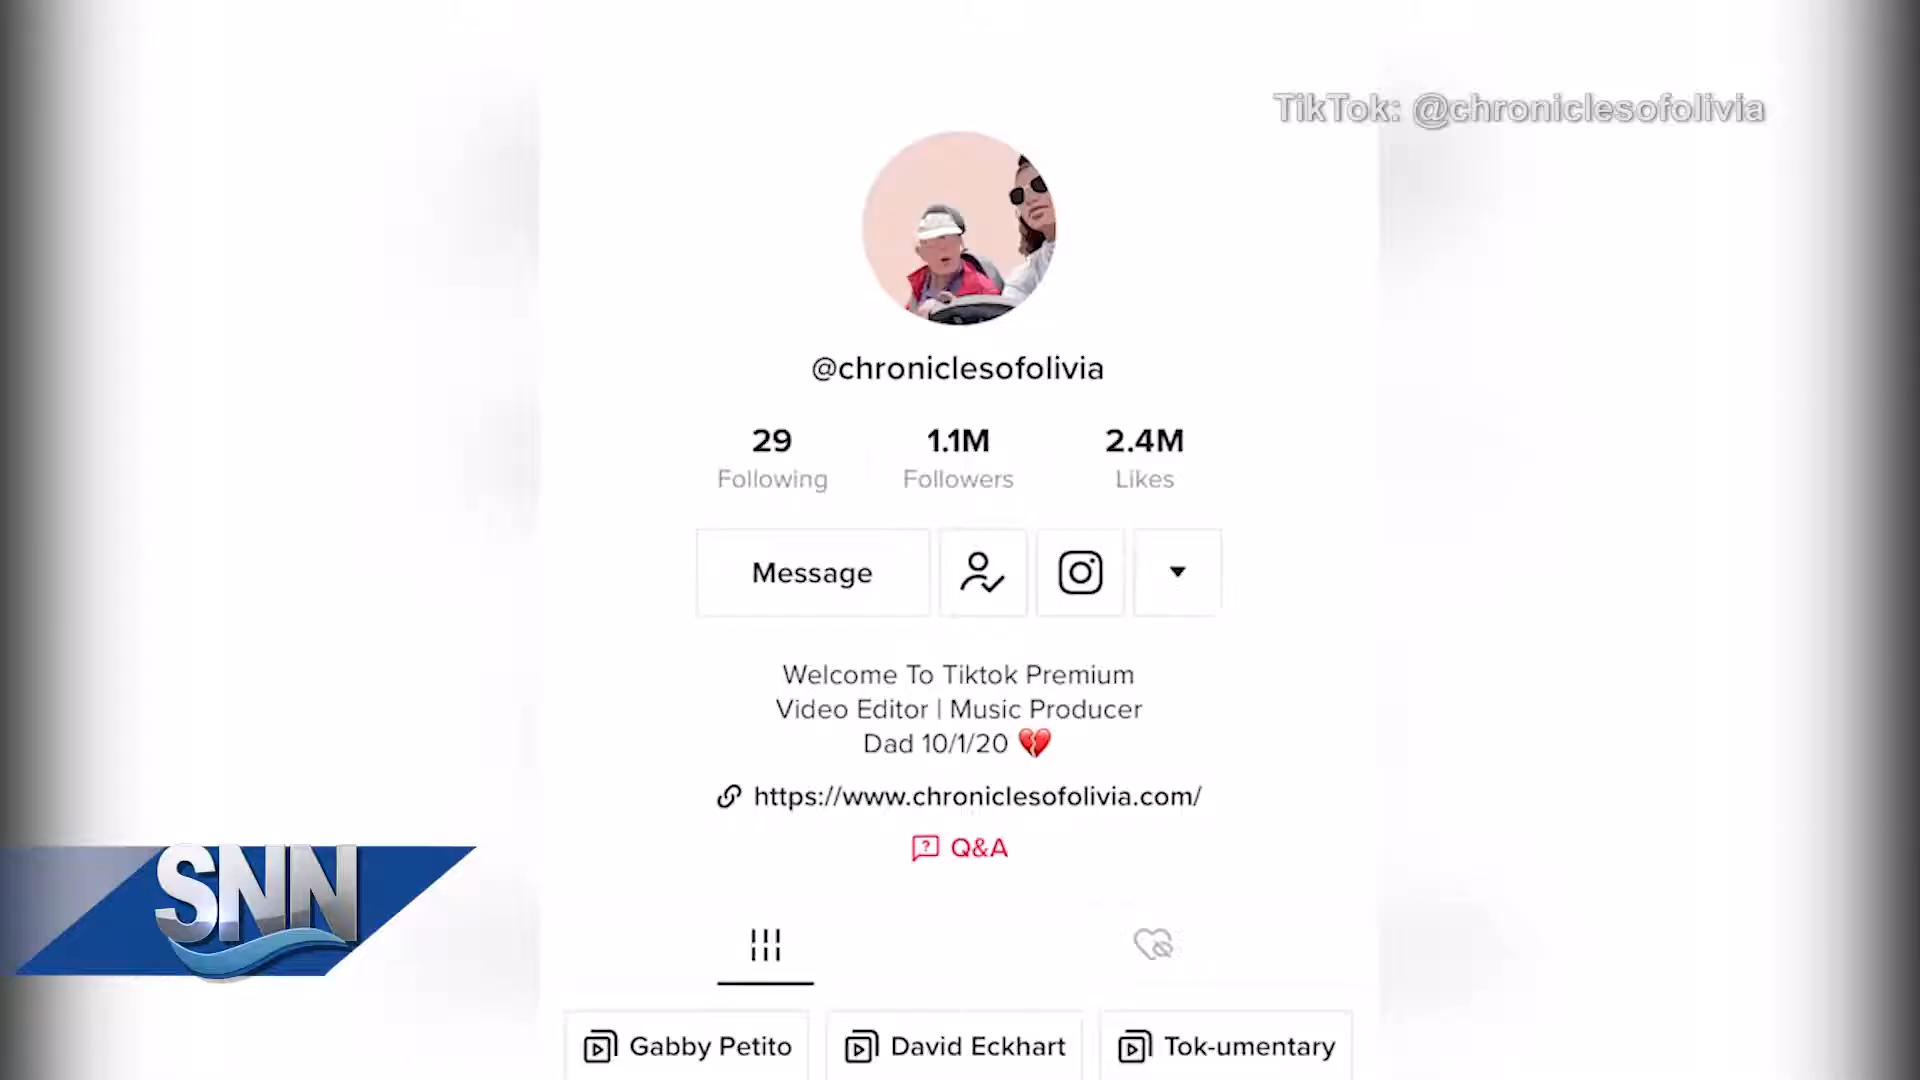 TikTok: @chroniclesofolivia
@chroniclesofolivia
29 1.1M 2.4M
Following Followers Likes
Message
Welcome To Tiktok Premium
Video Editor | Music Producer
Dad 10/1/20 💔
https://www.chroniclesofolivia.com/
Q&A
SNN
Gabby Petito David Eckhart Tok-umentary